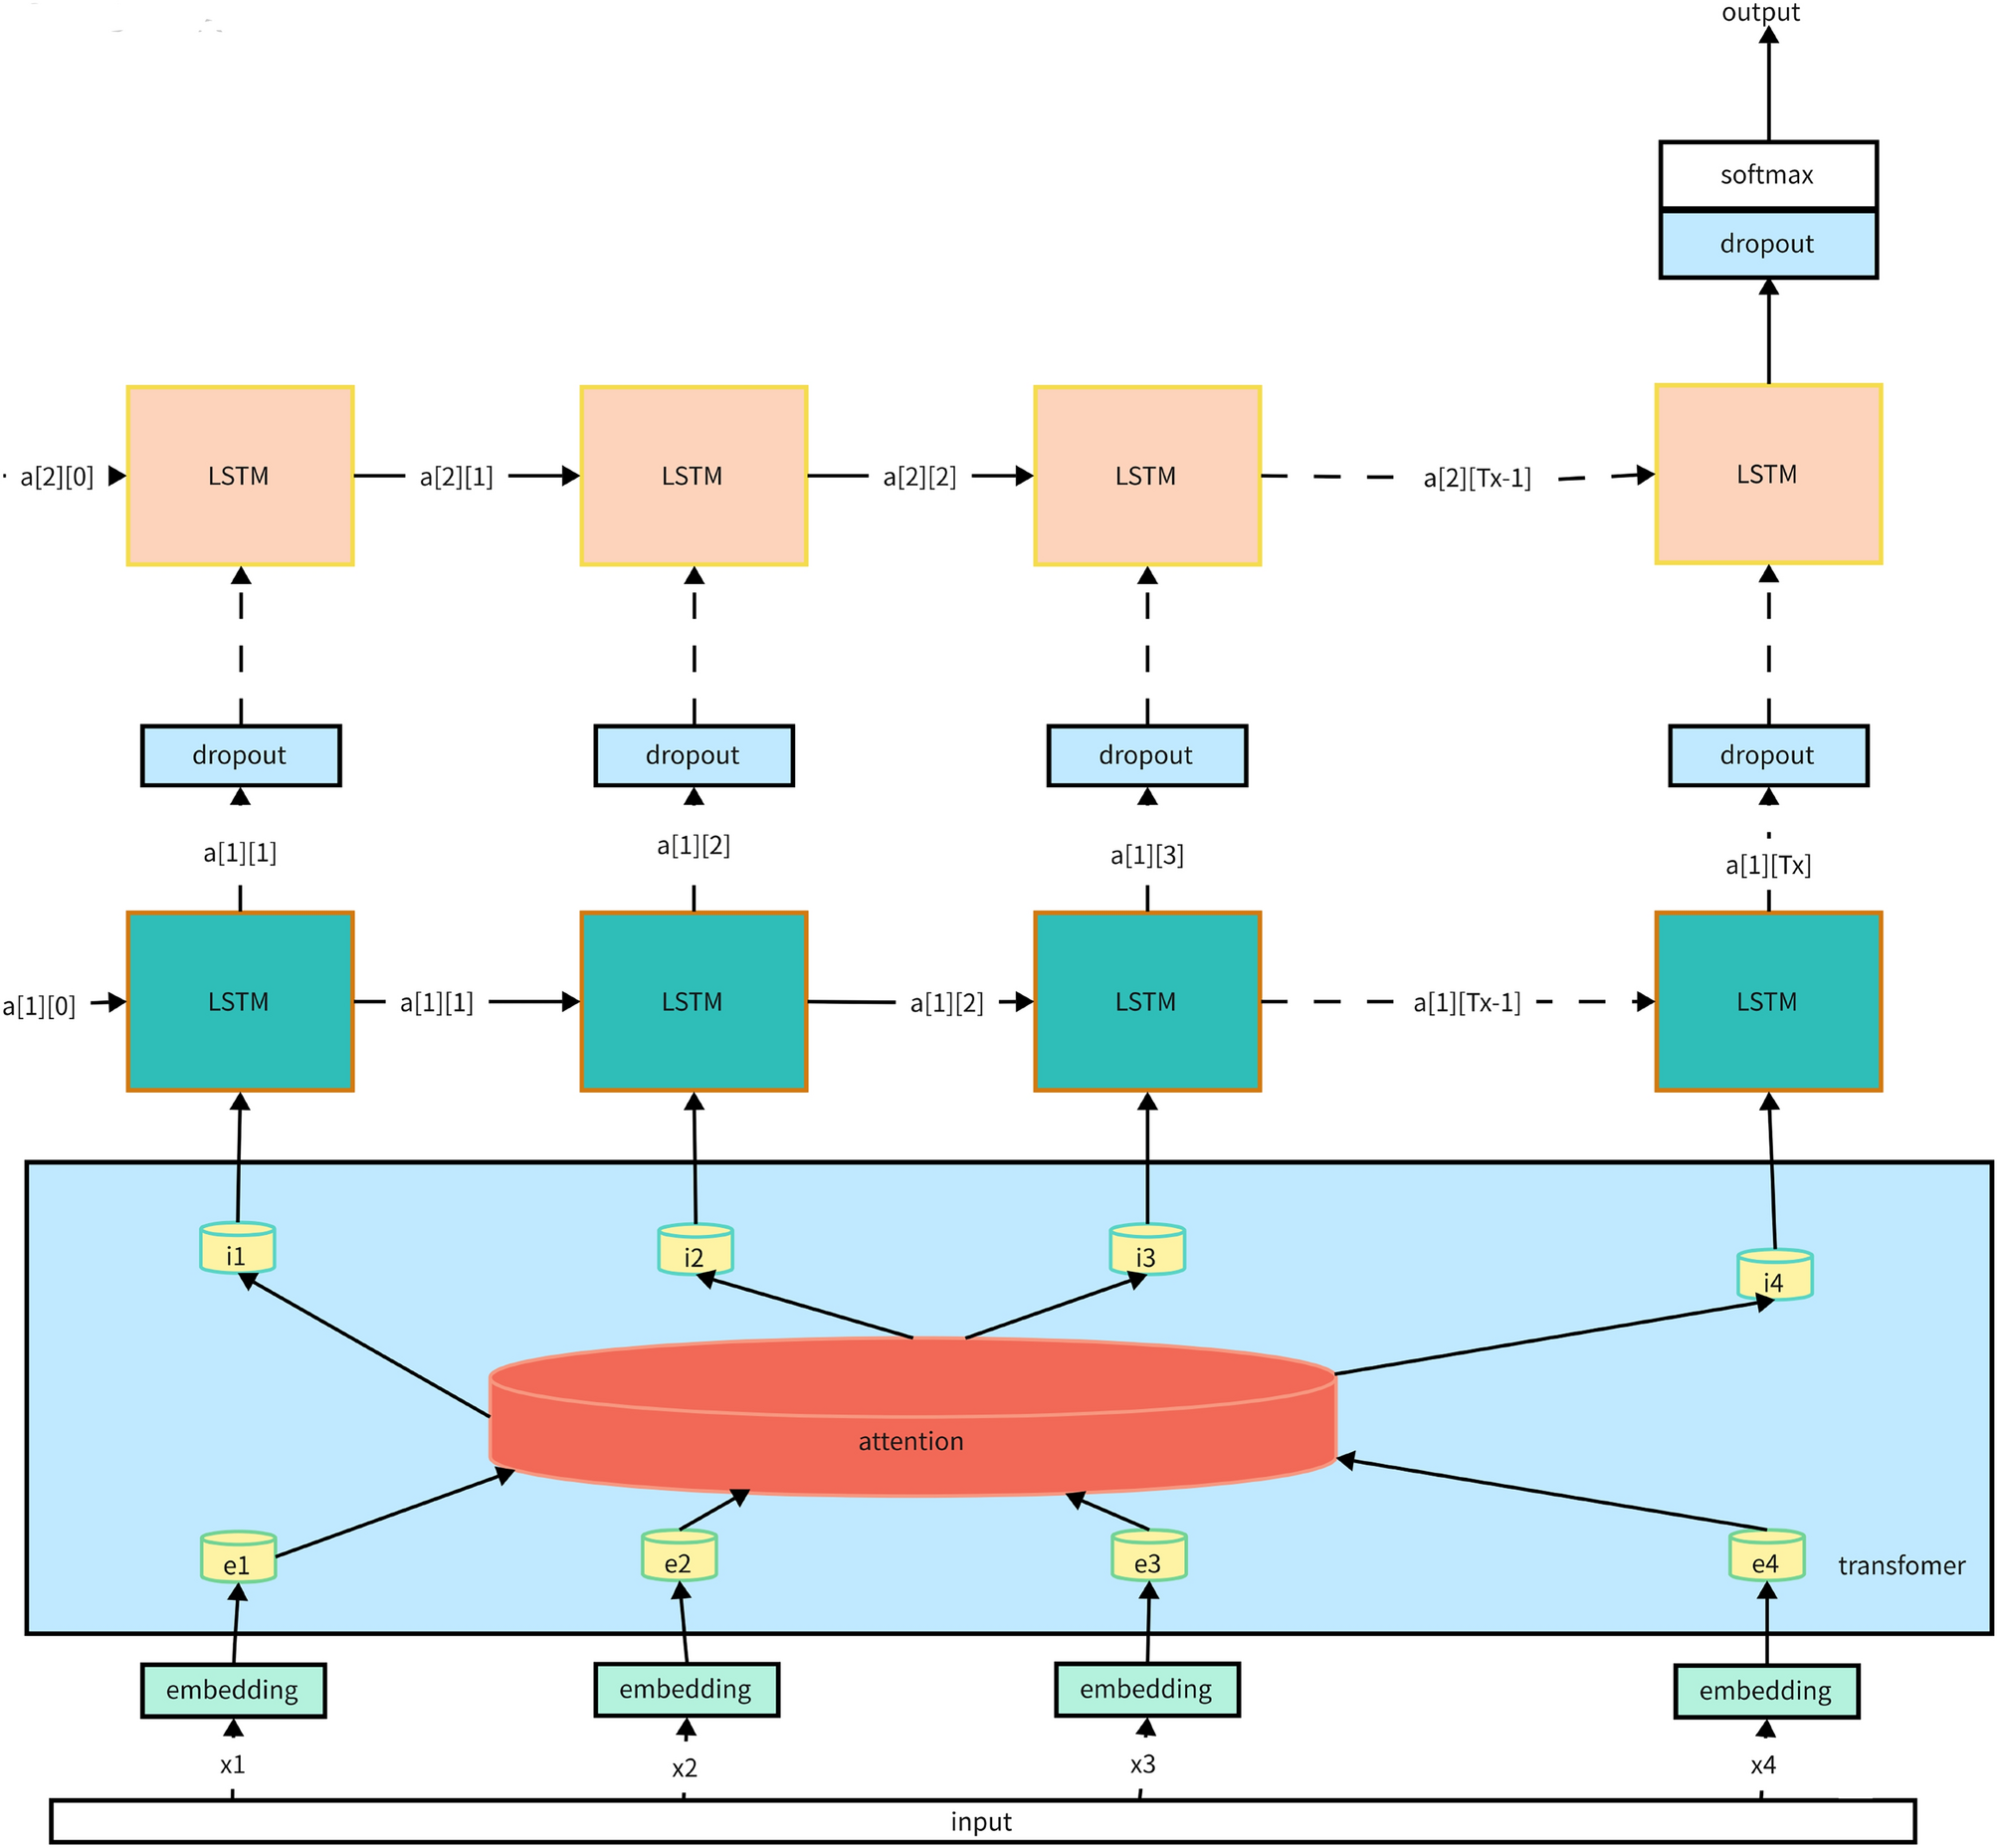 output
softmax
dropout
a[2][0]
LSTM
a[2][1]
LSTM
a[2][2]
LSTM
a[2][Tx-1]
LSTM
dropout
dropout
dropout
dropout
a[1][1]
a[1][2]
a[1][3]
a[1][Tx]
a[1][0]
LSTM
a[1][1]
LSTM
a[1][2]
LSTM
a[1][Tx-1]
LSTM
i1
i2
i3
i4
attention
e1
e2
e3
e4
transfomer
embedding
embedding
embedding
embedding
x1
x2
x3
x4
input